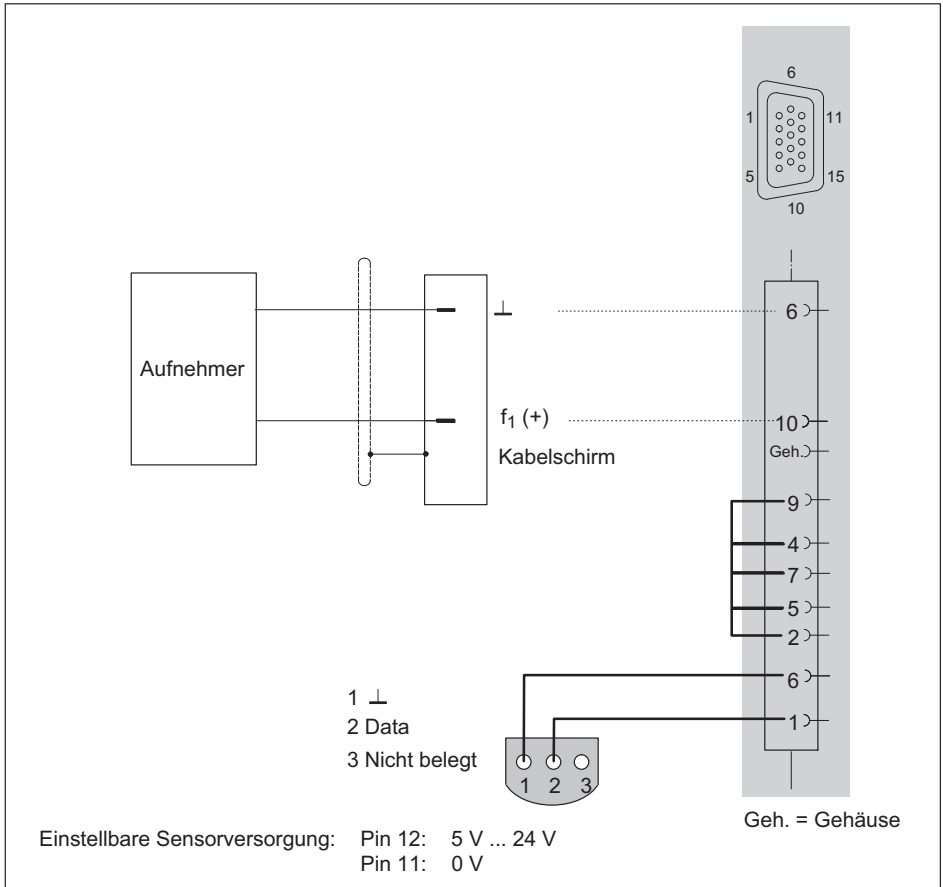 6
1 11
5 15
10
⊥ 6
Aufnehmer
f₁ (+) 10
Kabelschirm Geh.
9
4
7
5
2
6
1 ⊥
2 Data 1
3 Nicht belegt
1 2 3
Geh. = Gehäuse
Einstellbare Sensorversorgung: Pin 12: 5 V ... 24 V
Pin 11: 0 V